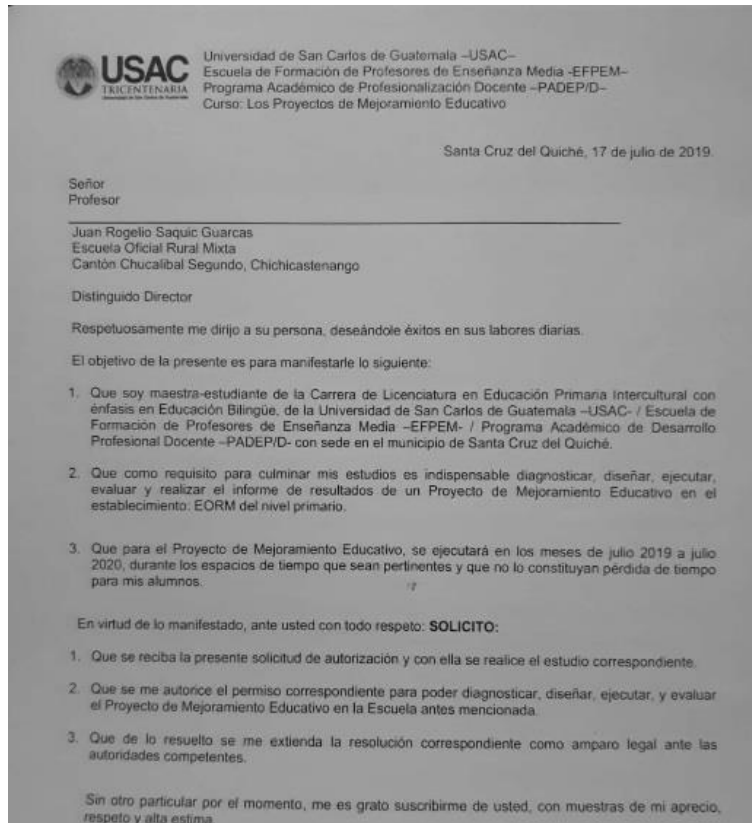 USAC
TRICENTENARIA
Universidad de San Carlos de Guatemala –USAC–
Escuela de Formación de Profesores de Enseñanza Media -EFPEM–
Programa Académico de Profesionalización Docente –PADEP/D–
Curso: Los Proyectos de Mejoramiento Educativo
Santa Cruz del Quiché, 17 de julio de 2019.
Señor
Profesor
Juan Rogelio Saquic Guarcas
Escuela Oficial Rural Mixta
Cantón Chucalibal Segundo, Chichicastenango
Distinguido Director
Respetuosamente me dirijo a su persona, deseándole éxitos en sus labores diarias.
El objetivo de la presente es para manifestarle lo siguiente:
1. Que soy maestra-estudiante de la Carrera de Licenciatura en Educación Primaria Intercultural con
énfasis en Educación Bilingüe, de la Universidad de San Carlos de Guatemala –USAC- / Escuela de
Formación de Profesores de Enseñanza Media –EFPEM- / Programa Académico de Desarrollo
Profesional Docente –PADEP/D- con sede en el municipio de Santa Cruz del Quiché.
2. Que como requisito para culminar mis estudios es indispensable diagnosticar, diseñar, ejecutar,
evaluar y realizar el informe de resultados de un Proyecto de Mejoramiento Educativo en el
establecimiento: EORM del nivel primario.
3. Que para el Proyecto de Mejoramiento Educativo, se ejecutará en los meses de julio 2019 a julio
2020, durante los espacios de tiempo que sean pertinentes y que no lo constituyan pérdida de tiempo
para mis alumnos.
En virtud de lo manifestado, ante usted con todo respeto: SOLICITO:
1. Que se reciba la presente solicitud de autorización y con ella se realice el estudio correspondiente.
2. Que se me autorice el permiso correspondiente para poder diagnosticar, diseñar, ejecutar, y evaluar
el Proyecto de Mejoramiento Educativo en la Escuela antes mencionada.
3. Que de lo resuelto se me extienda la resolución correspondiente como amparo legal ante las
autoridades competentes.
Sin otro particular por el momento, me es grato suscribirme de usted, con muestras de mi aprecio,
respeto y alta estima